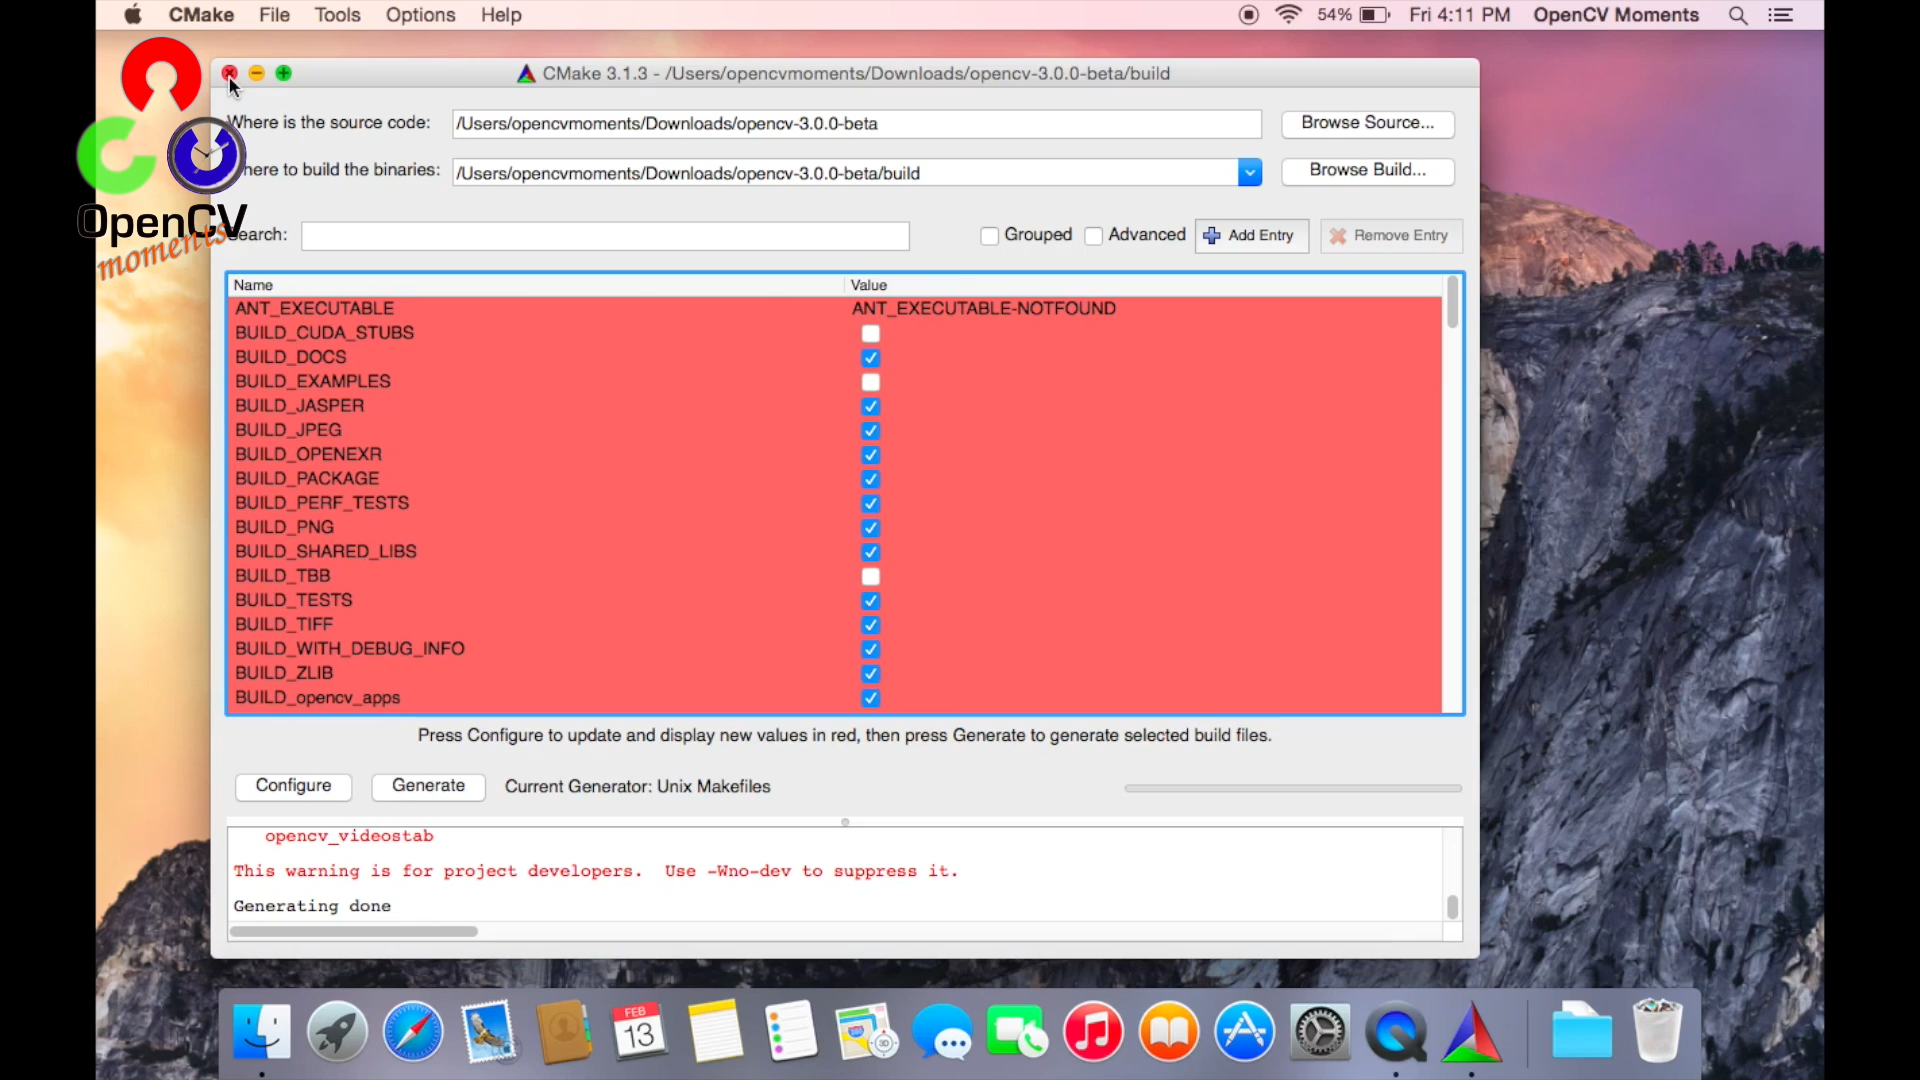 CMake File Tools Options Help 54% Fri 4:11 PM OpenCV Moments
CMake 3.1.3 - /Users/opencvmoments/Downloads/opencv-3.0.0-beta/build
Where is the source code: /Users/opencvmoments/Downloads/opencv-3.0.0-beta Browse Source...
here to build the binaries: /Users/opencvmoments/Downloads/opencv-3.0.0-beta/build Browse Build...
OpenCV
moments
Search: Grouped Advanced Add Entry Remove Entry
Name Value
ANT_EXECUTABLE ANT_EXECUTABLE-NOTFOUND
BUILD_CUDA_STUBS
BUILD_DOCS
BUILD_EXAMPLES
BUILD_JASPER
BUILD_JPEG
BUILD_OPENEXR
BUILD_PACKAGE
BUILD_PERF_TESTS
BUILD_PNG
BUILD_SHARED_LIBS
BUILD_TBB
BUILD_TESTS
BUILD_TIFF
BUILD_WITH_DEBUG_INFO
BUILD_ZLIB
BUILD_opencv_apps
Press Configure to update and display new values in red, then press Generate to generate selected build files.
Configure Generate Current Generator: Unix Makefiles
opencv_videostab
This warning is for project developers. Use -Wno-dev to suppress it.
Generating done
FEB
13
3D